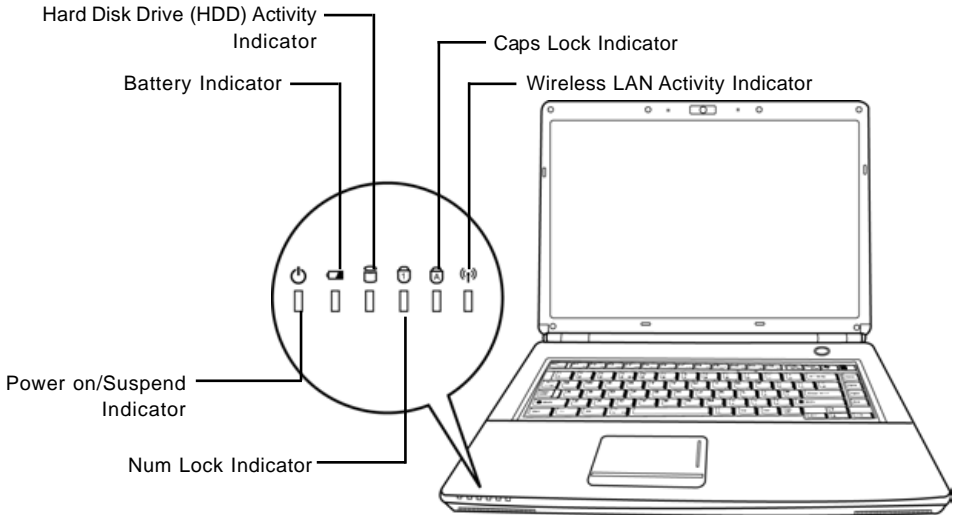 Hard Disk Drive (HDD) Activity
Indicator
Caps Lock Indicator
Battery Indicator
Wireless LAN Activity Indicator
1
A
Power on/Suspend
Indicator
Num Lock Indicator